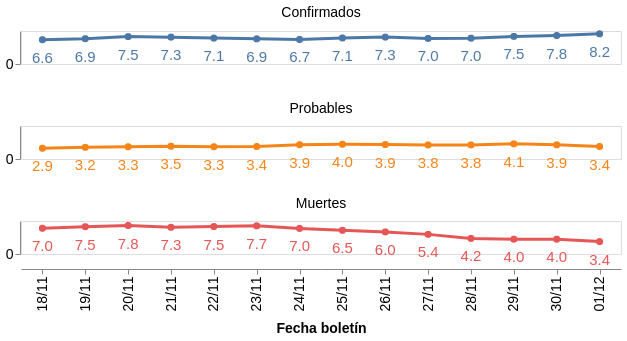 Confirmados
0
6.6 6.9 7.5 7.3 7.1 6.9 6.7 7.1 7.3 7.0 7.0 7.5 7.8 8.2
Probables
0
2.9 3.2 3.3 3.5 3.3 3.4 3.9 4.0 3.9 3.8 3.8 4.1 3.9 3.4
Muertes
0
7.0 7.5 7.8 7.3 7.5 7.7 7.0 6.5 6.0 5.4 4.2 4.0 4.0 3.4
18/11 19/11 20/11 21/11 22/11 23/11 24/11 25/11 26/11 27/11 28/11 29/11 30/11 01/12
Fecha boletín